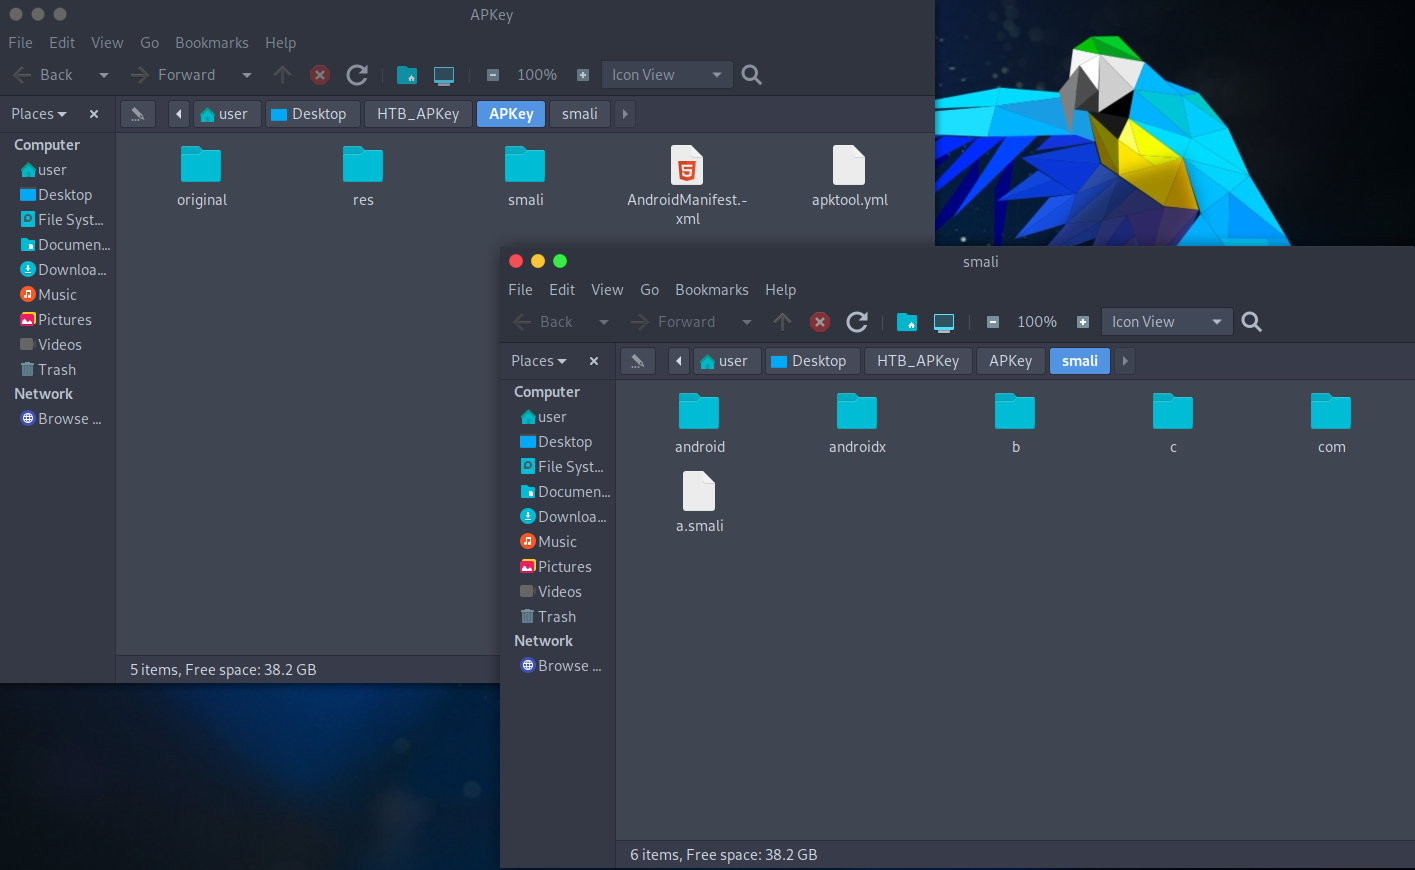 APKey
File Edit View Go Bookmarks Help
Back Forward 100% Icon View
Places user Desktop HTB_APKey APKey smali
Computer
user
Desktop
File Syst...
Documen...
Downloa...
Music
Pictures
Videos
Trash
Network
Browse ...
original res smali AndroidManifest.- apktool.yml
xml
5 items, Free space: 38.2 GB
smali
File Edit View Go Bookmarks Help
Back Forward 100% Icon View
Places user Desktop HTB_APKey APKey smali
Computer
user
Desktop
File Syst...
Documen...
Downloa...
Music
Pictures
Videos
Trash
Network
Browse ...
android androidx b c com
a.smali
6 items, Free space: 38.2 GB